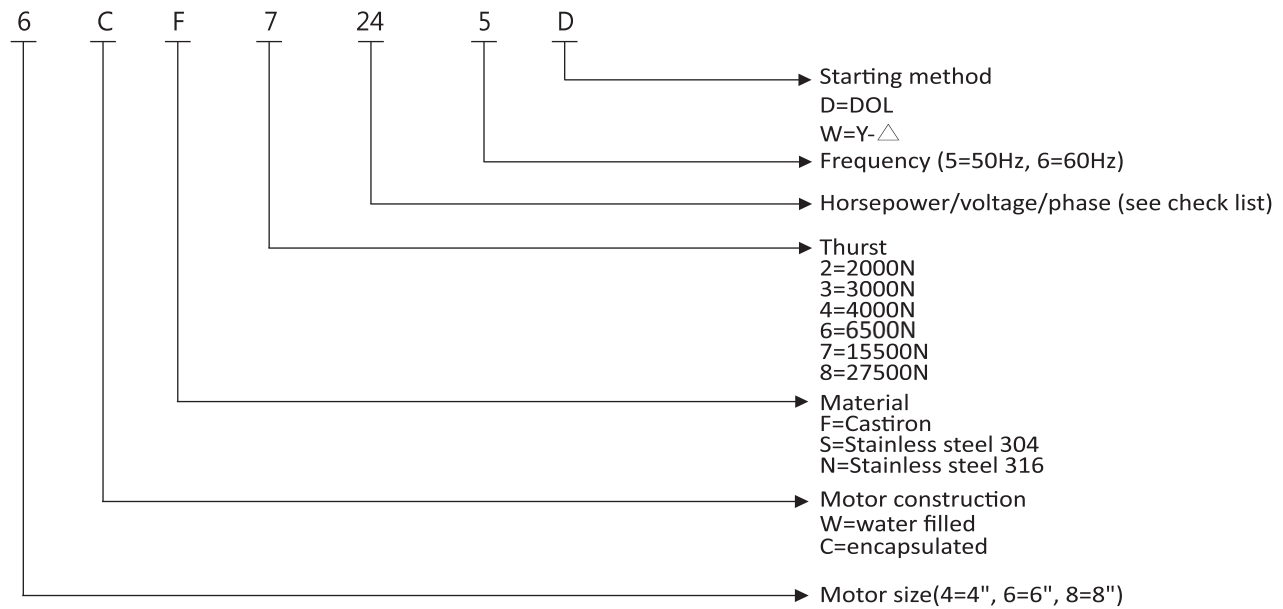 6 C F 7 24 5 D
Starting method
D=DOL
W=Y-△
Frequency (5=50Hz, 6=60Hz)
Horsepower/voltage/phase (see check list)
Thurst
2=2000N
3=3000N
4=4000N
6=6500N
7=15500N
8=27500N
Material
F=Castiron
S=Stainless steel 304
N=Stainless steel 316
Motor construction
W=water filled
C=encapsulated
Motor size(4=4", 6=6", 8=8")